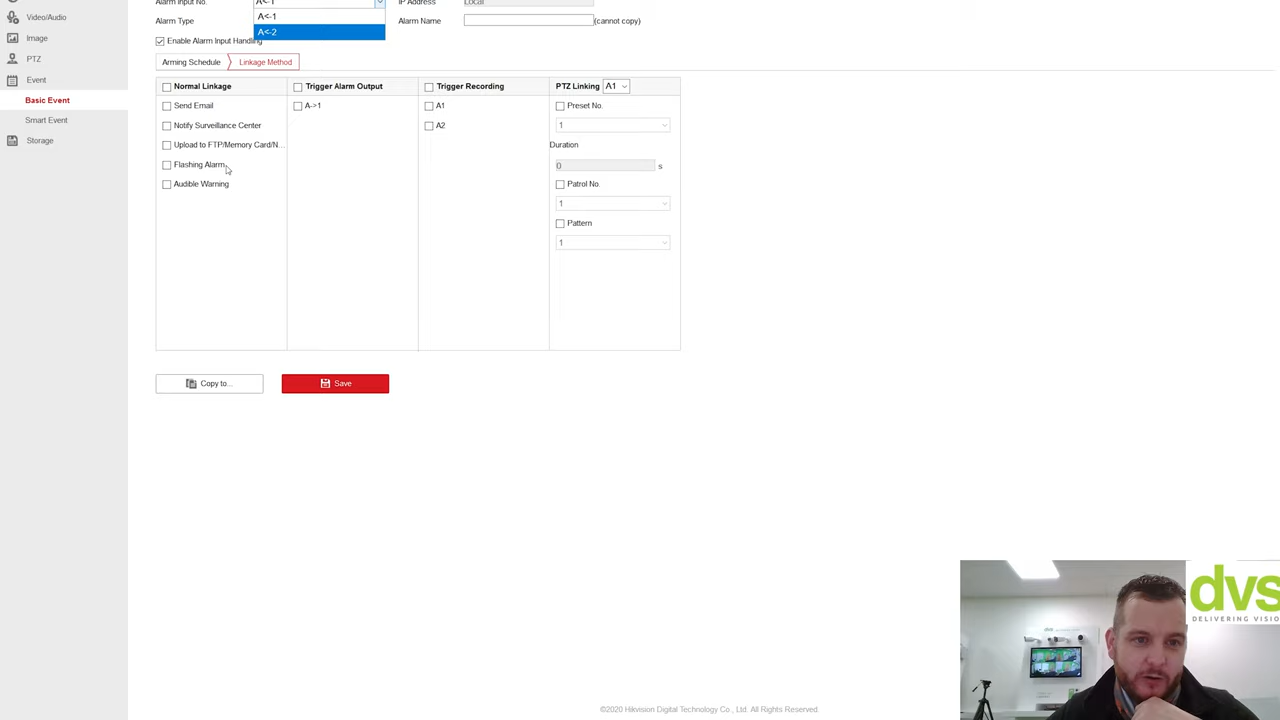 Video/Audio
Image
PTZ
Event
Basic Event
Smart Event
Storage
Alarm Input No. A<-1 IP Address Local
A<-1
A<-2
Alarm Type Alarm Name (cannot copy)
Enable Alarm Input Handling
Arming Schedule Linkage Method
Normal Linkage Trigger Alarm Output Trigger Recording PTZ Linking A1
Send Email A->1 A1 Preset No.
Notify Surveillance Center A2 1
Upload to FTP/Memory Card/N... Duration
Flashing Alarm 0 s
Audible Warning Patrol No.
1
Pattern
1
Copy to... Save
dvs
DELIVERING VISIO
©2020 Hikvision Digital Technology Co., Ltd. All Rights Reserved.